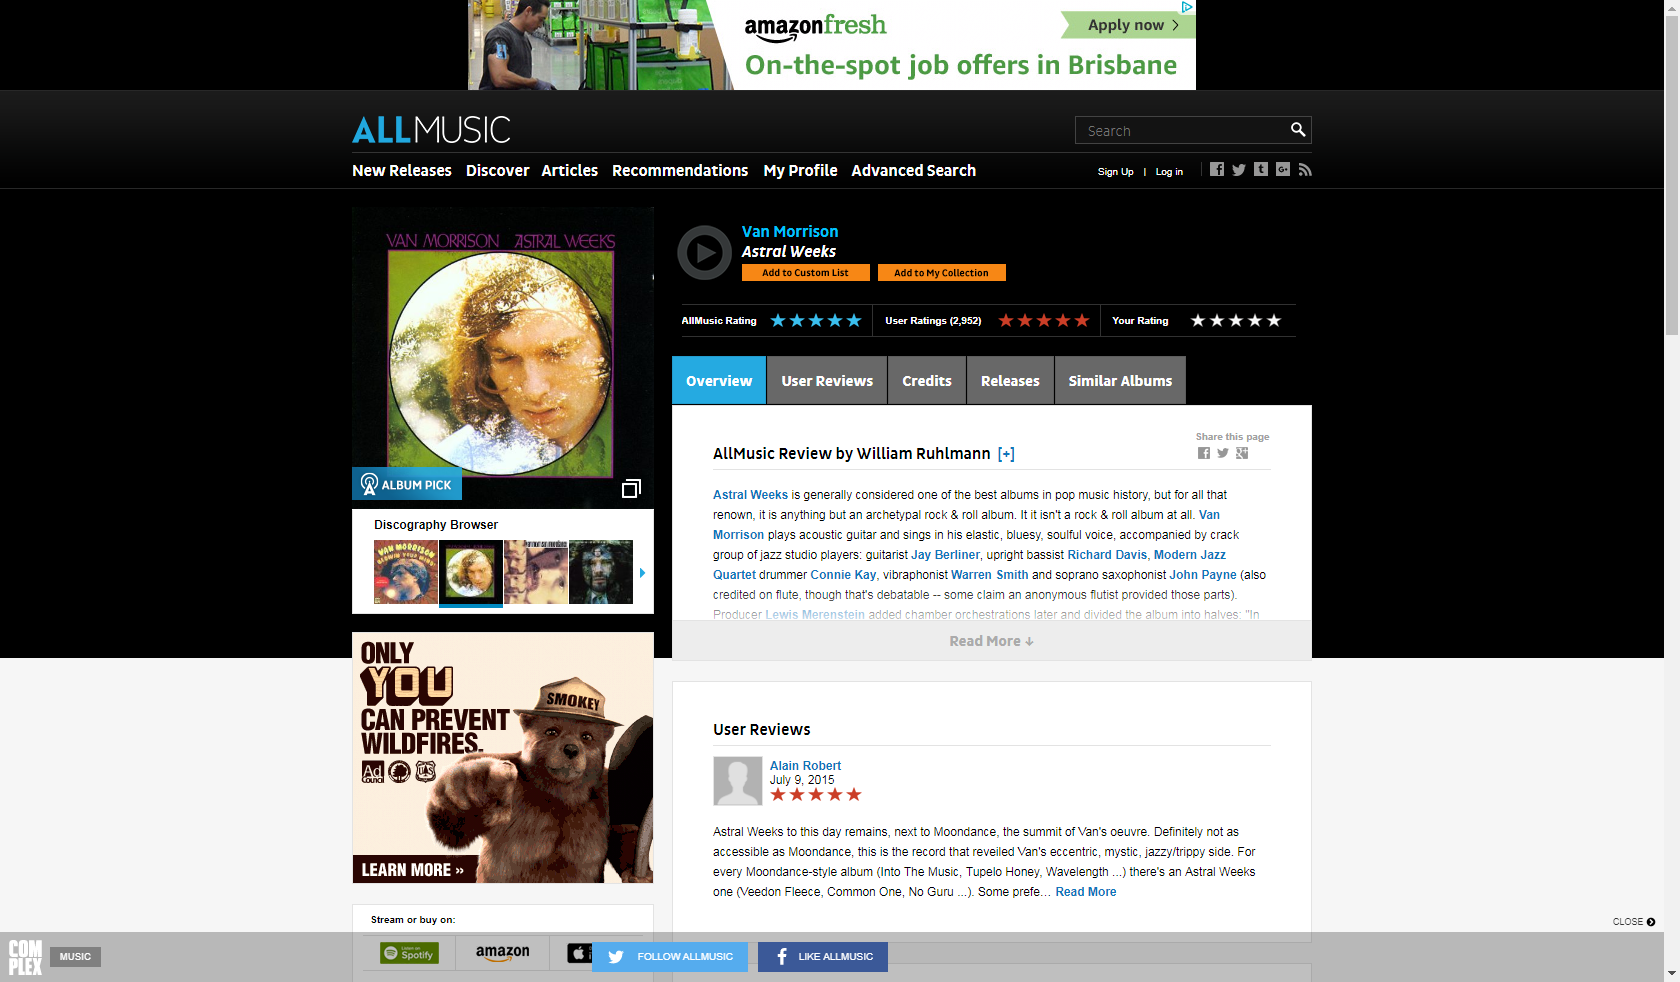 amazonfresh
Apply now
On-the-spot job offers in Brisbane
ALLMUSIC
Search
New Releases Discover Articles Recommendations My Profile Advanced Search
Sign Up | Log in
VAN MORRISON ASTRAL WEEKS
ALBUM PICK
Van Morrison
Astral Weeks
Add to Custom List Add to My Collection
AllMusic Rating User Ratings (2,952) Your Rating
Overview User Reviews Credits Releases Similar Albums
Share this page
AllMusic Review by William Ruhlmann [+]
Astral Weeks is generally considered one of the best albums in pop music history, but for all that
renown, it is anything but an archetypal rock & roll album. It it isn't a rock & roll album at all. Van
Morrison plays acoustic guitar and sings in his elastic, bluesy, soulful voice, accompanied by crack
group of jazz studio players: guitarist Jay Berliner, upright bassist Richard Davis, Modern Jazz
Quartet drummer Connie Kay, vibraphonist Warren Smith and soprano saxophonist John Payne (also
credited on flute, though that's debatable -- some claim an anonymous flutist provided those parts).
Producer Lewis Merenstein added chamber orchestrations later and divided the album into halves: "In
Read More
Discography Browser
VAN MORRISON
ONLY
YOU
CAN PREVENT
WILDFIRES.
Ad
COUNCIL
SMOKEY
LEARN MORE »
User Reviews
Alain Robert
July 9, 2015
Astral Weeks to this day remains, next to Moondance, the summit of Van's oeuvre. Definitely not as
accessible as Moondance, this is the record that reveiled Van's eccentric, mystic, jazzy/trippy side. For
every Moondance-style album (Into The Music, Tupelo Honey, Wavelength ...) there's an Astral Weeks
one (Veedon Fleece, Common One, No Guru ...). Some prefe... Read More
Stream or buy on:
Listen on
Spotify
amazon
CLOSE
COMPLEX
MUSIC
FOLLOW ALLMUSIC
LIKE ALLMUSIC